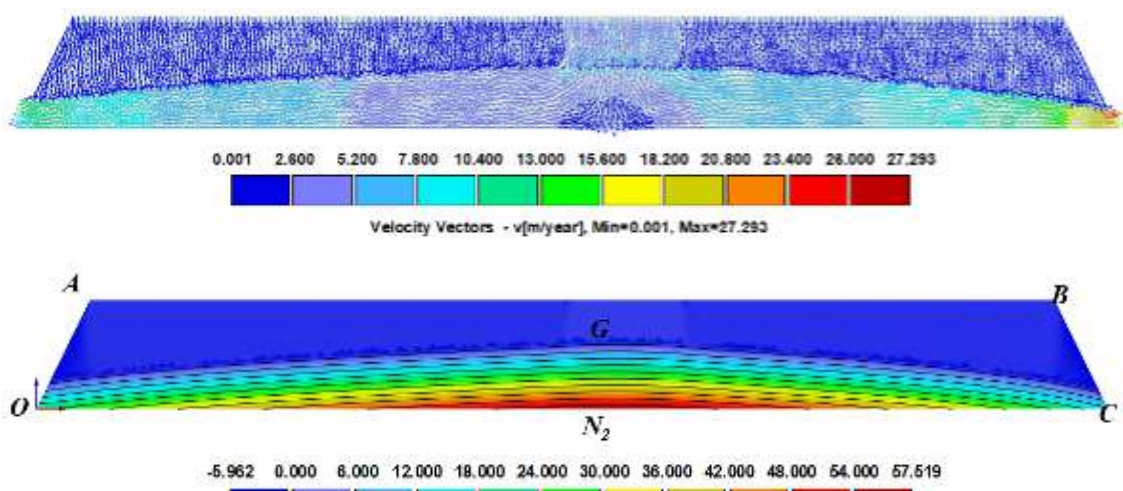 0.001 2.600 5.200 7.800 10.400 13.000 15.600 18.200 20.800 23.400 26.000 27.293
Velocity Vectors - v[m/year], Min=0.001, Max=27.293
A B
G
O C
N2
-5.962 0.000 6.000 12.000 18.000 24.000 30.000 36.000 42.000 48.000 54.000 57.519